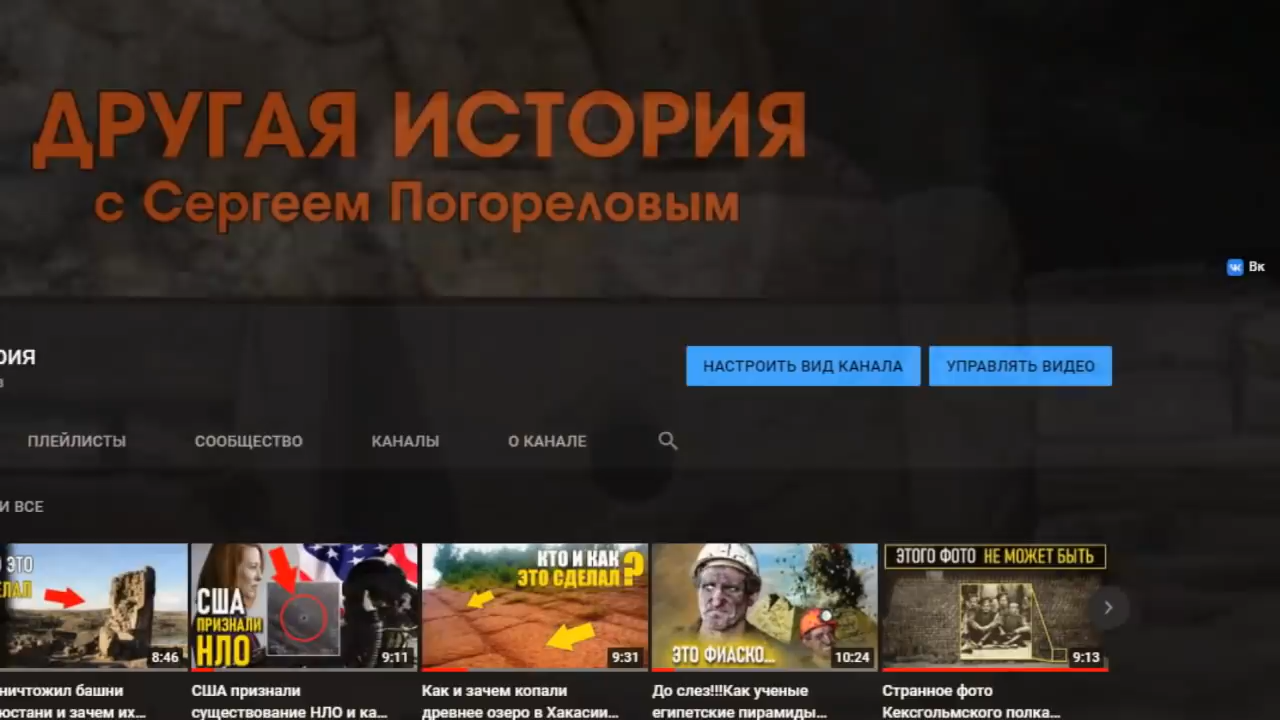 ДРУГАЯ ИСТОРИЯ
с Сергеем Погореловым
Вк
РИЯ
НАСТРОИТЬ ВИД КАНАЛА
УПРАВЛЯТЬ ВИДЕО
ПЛЕЙЛИСТЫ
СООБЩЕСТВО
КАНАЛЫ
О КАНАЛЕ
И ВСЕ
ЭТО
ЕЛАЛ
8:46
США
ПРИЗНАЛИ
НЛО
9:11
КТО И КАК
ЭТО СДЕЛАЛ?
9:31
ЭТО ФИАСКО...
10:24
ЭТОГО ФОТО НЕ МОЖЕТ БЫТЬ
9:13
ничтожил башни
юстани и зачем их...
США признали
существование НЛО и ка...
Как и зачем копали
древнее озеро в Хакасии...
До слез!!!Как ученые
египетские пирамиды...
Странное фото
Кексгольмского полка...